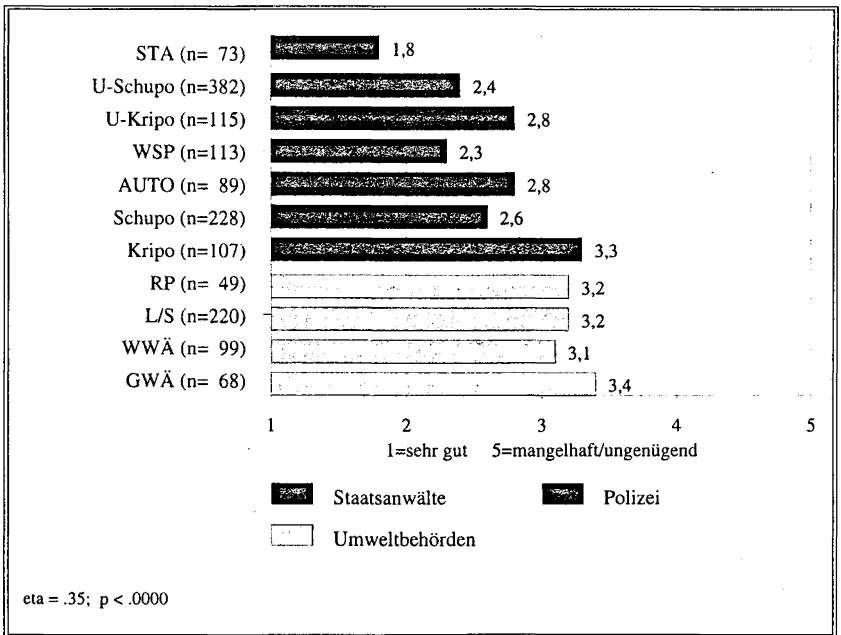 STA (n= 73) 1,8
U-Schupo (n=382) 2,4
U-Kripo (n=115) 2,8
WSP (n=113) 2,3
AUTO (n= 89) 2,8
Schupo (n=228) 2,6
Kripo (n=107) 3,3
RP (n= 49) 3,2
L/S (n=220) 3,2
WWÄ (n= 99) 3,1
GWÄ (n= 68) 3,4
1 2 3 4 5
1=sehr gut 5=mangelhaft/ungenügend
Staatsanwälte Polizei
Umweltbehörden
eta = .35; p < .0000